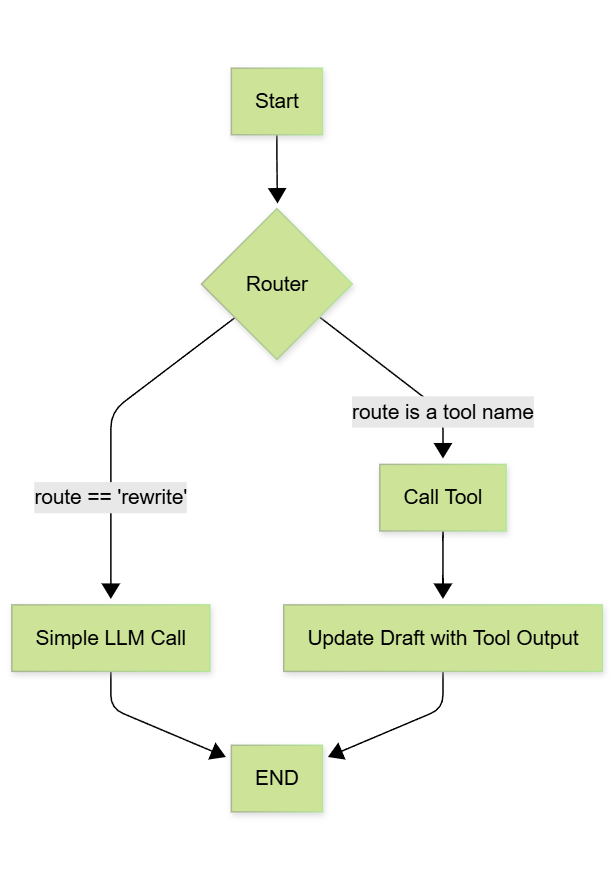 Start
Router
route is a tool name
route == 'rewrite'
Call Tool
Simple LLM Call
Update Draft with Tool Output
END